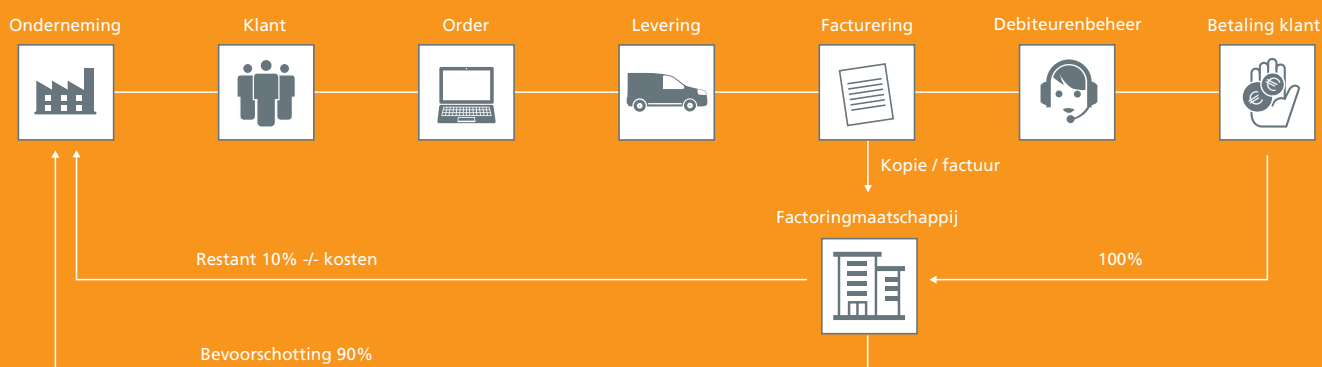 Onderneming
Klant
Order
Levering
Facturering
Debiteurenbeheer
Betaling klant
Kopie / factuur
Factoringmaatschappij
Restant 10% -/- kosten
100%
Bevoorschotting 90%